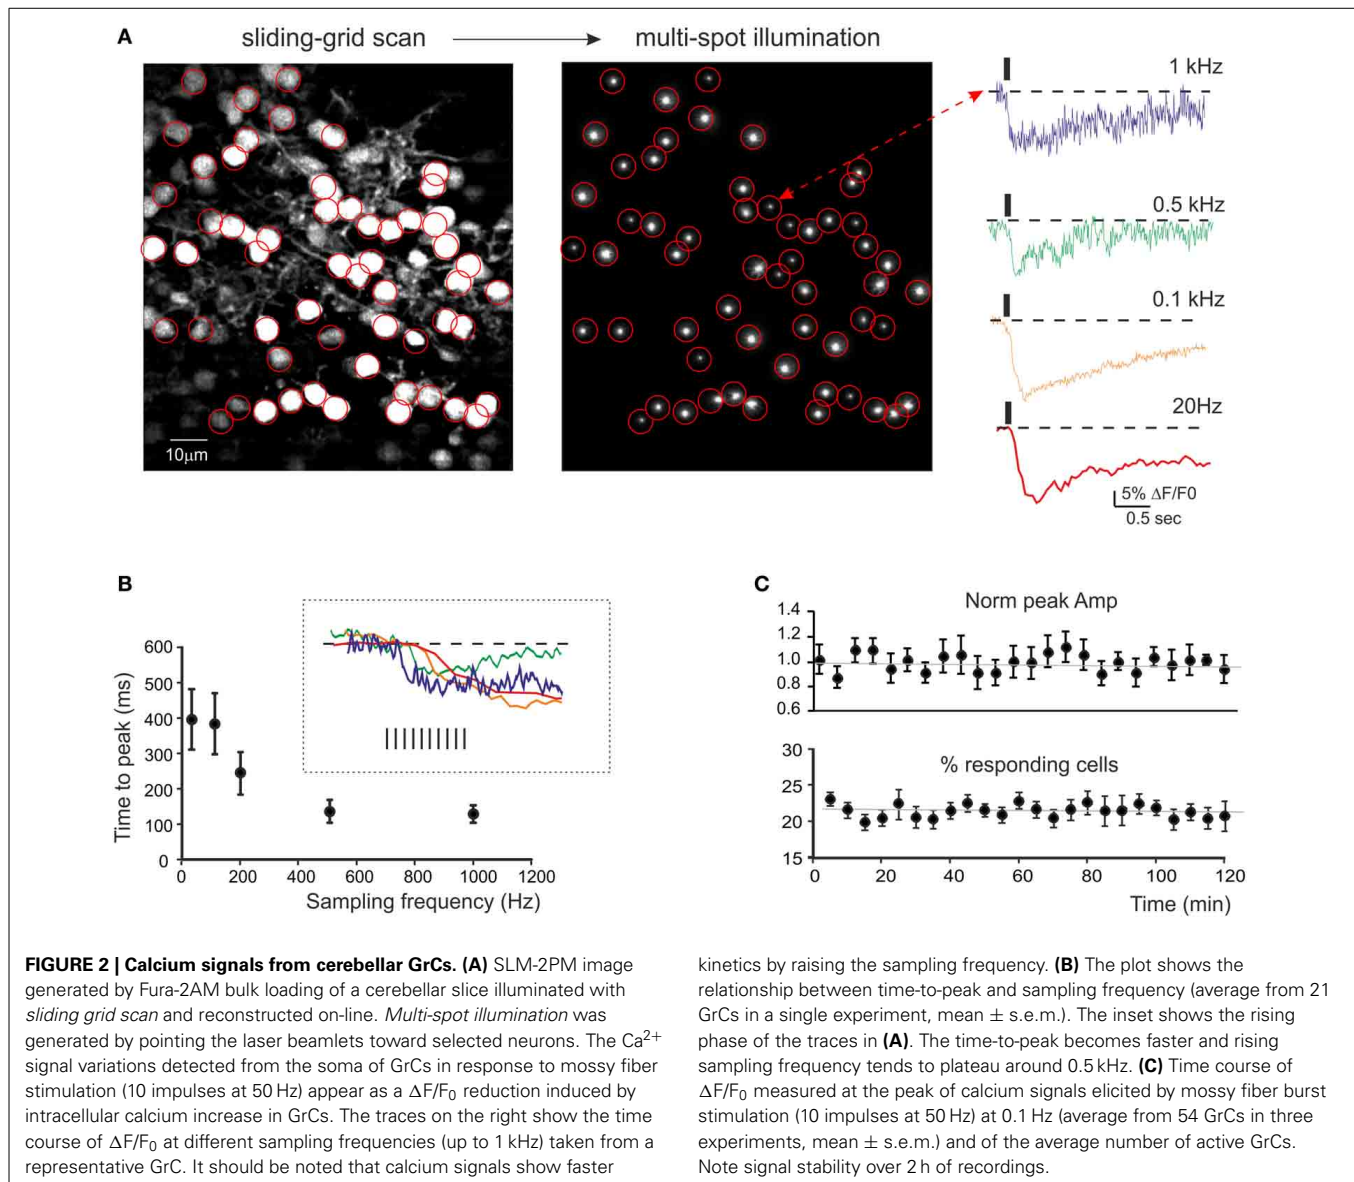 A
sliding-grid scan
multi-spot illumination
10μm
1 kHz
0.5 kHz
0.1 kHz
20Hz
5% ΔF/F0
0.5 sec
B
Time to peak (ms)
600
500
400
300
200
100
0
0 200 400 600 800 1000 1200
Sampling frequency (Hz)
C
Norm peak Amp
1.4
1.2
1.0
0.8
0.6
% responding cells
30
25
20
15
0 20 40 60 80 100 120
Time (min)
FIGURE 2 | Calcium signals from cerebellar GrCs. (A) SLM-2PM image
generated by Fura-2AM bulk loading of a cerebellar slice illuminated with
sliding grid scan and reconstructed on-line. Multi-spot illumination was
generated by pointing the laser beamlets toward selected neurons. The Ca2+
signal variations detected from the soma of GrCs in response to mossy fiber
stimulation (10 impulses at 50 Hz) appear as a ΔF/F0 reduction induced by
intracellular calcium increase in GrCs. The traces on the right show the time
course of ΔF/F0 at different sampling frequencies (up to 1 kHz) taken from a
representative GrC. It should be noted that calcium signals show faster
kinetics by raising the sampling frequency. (B) The plot shows the
relationship between time-to-peak and sampling frequency (average from 21
GrCs in a single experiment, mean ± s.e.m.). The inset shows the rising
phase of the traces in (A). The time-to-peak becomes faster and rising
sampling frequency tends to plateau around 0.5 kHz. (C) Time course of
ΔF/F0 measured at the peak of calcium signals elicited by mossy fiber burst
stimulation (10 impulses at 50 Hz) at 0.1 Hz (average from 54 GrCs in three
experiments, mean ± s.e.m.) and of the average number of active GrCs.
Note signal stability over 2 h of recordings.